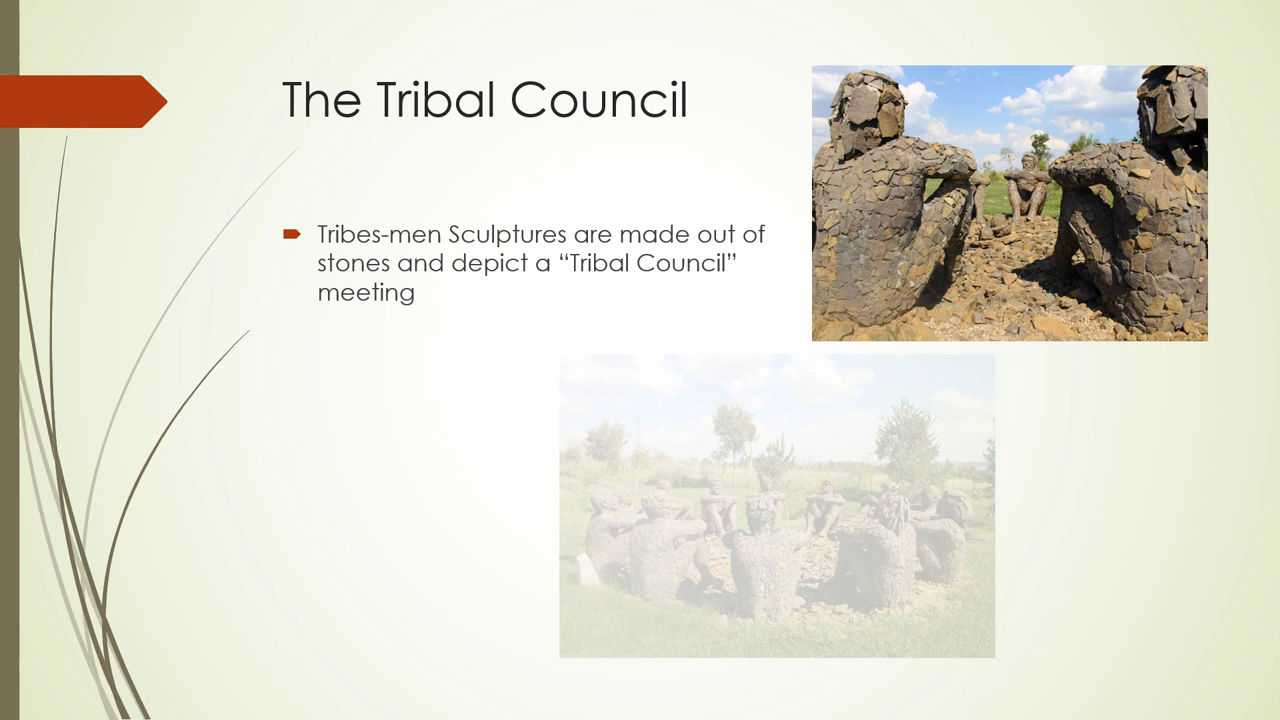 The Tribal Council
Tribes-men Sculptures are made out of
stones and depict a “Tribal Council”
meeting